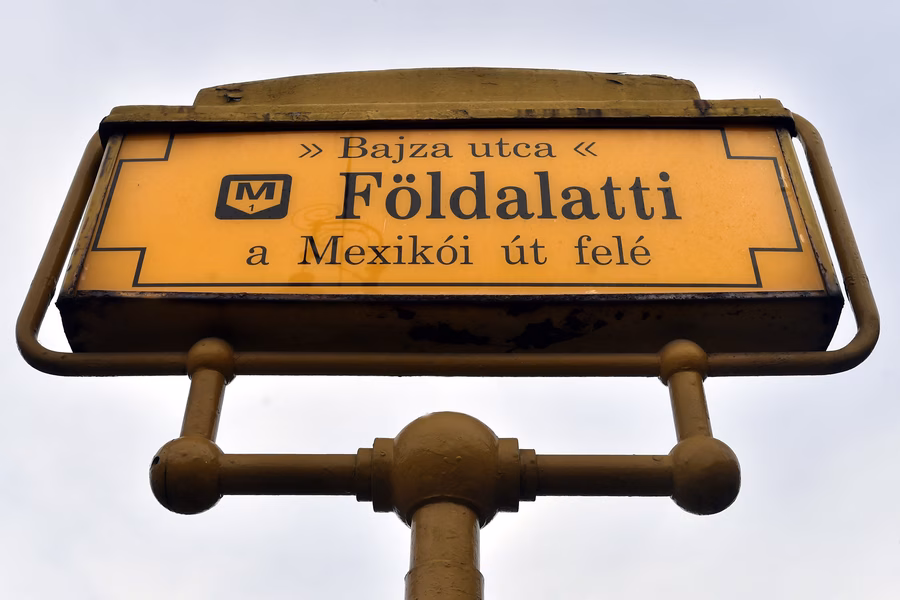 » Bajza utca «
M 1 Földalatti
a Mexikói út felé